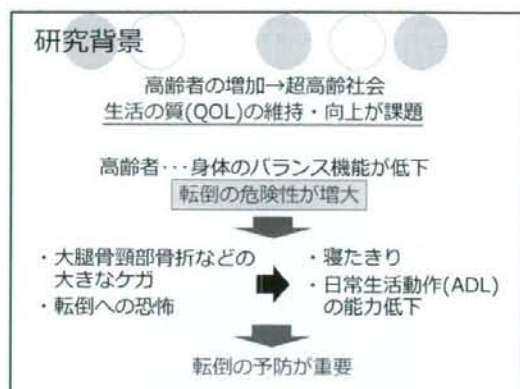 研究背景
高齢者の増加→超高齢社会
生活の質(QOL)の維持・向上が課題
高齢者･･･身体のバランス機能が低下
転倒の危険性が増大
・大腿骨頸部骨折などの
大きなケガ
・転倒への恐怖
・寝たきり
・日常生活動作(ADL)
の能力低下
転倒の予防が重要